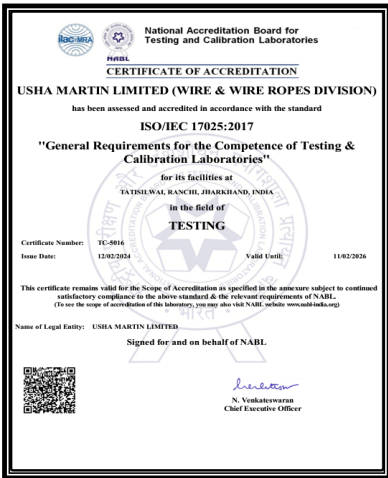 ilac-MRA
NABL
National Accreditation Board for
Testing and Calibration Laboratories
CERTIFICATE OF ACCREDITATION
USHA MARTIN LIMITED (WIRE & WIRE ROPES DIVISION)
has been assessed and accredited in accordance with the standard
ISO/IEC 17025:2017
"General Requirements for the Competence of Testing &
Calibration Laboratories"
for its facilities at
TATISILWAI, RANCHI, JHARKHAND, INDIA
in the field of
TESTING
Certificate Number: TC-5016
Issue Date: 12/02/2024 Valid Until: 11/02/2026
This certificate remains valid for the Scope of Accreditation as specified in the annexure subject to continued
satisfactory compliance to the above standard & the relevant requirements of NABL.
(To see the scope of accreditation of this laboratory, you may also visit NABL website www.nabl-india.org)
Name of Legal Entity: USHA MARTIN LIMITED
Signed for and on behalf of NABL
N. Venkateswaran
Chief Executive Officer